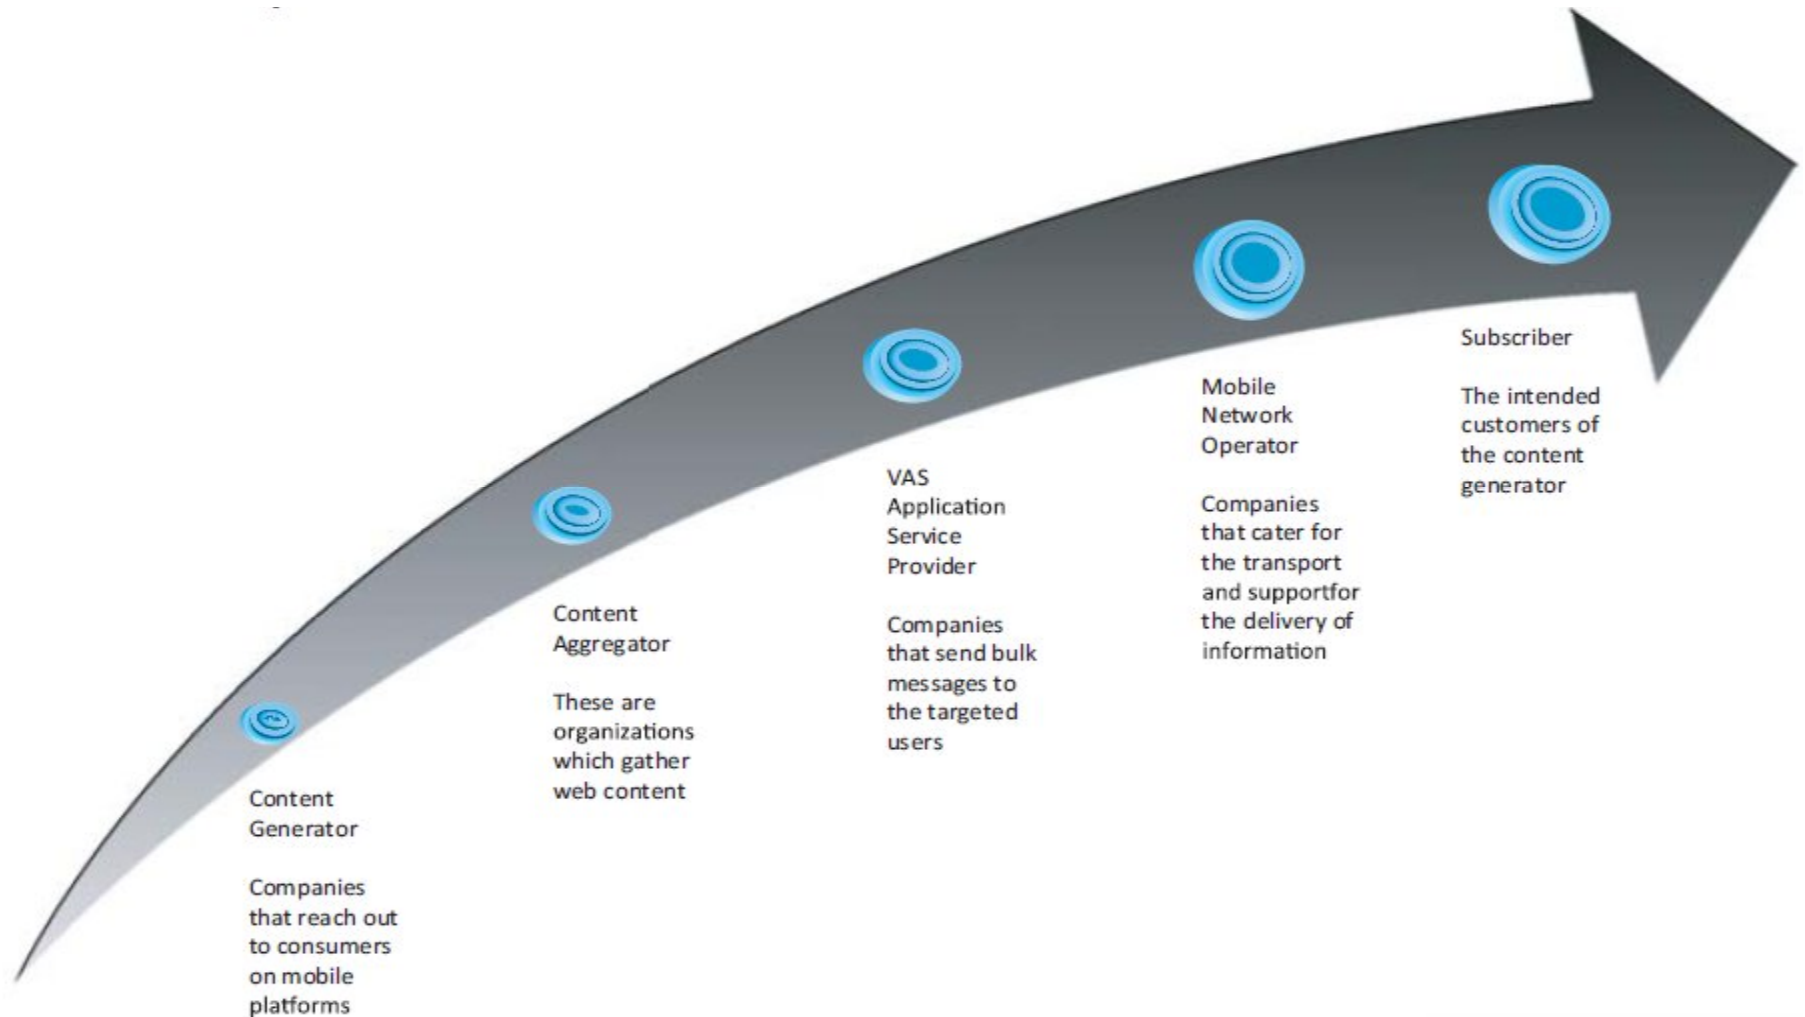 Content
Generator
Companies
that reach out
to consumers
on mobile
platforms
Content
Aggregator
These are
organizations
which gather
web content
VAS
Application
Service
Provider
Companies
that send bulk
messages to
the targeted
users
Mobile
Network
Operator
Companies
that cater for
the transport
and supportfor
the delivery of
information
Subscriber
The intended
customers of
the content
generator